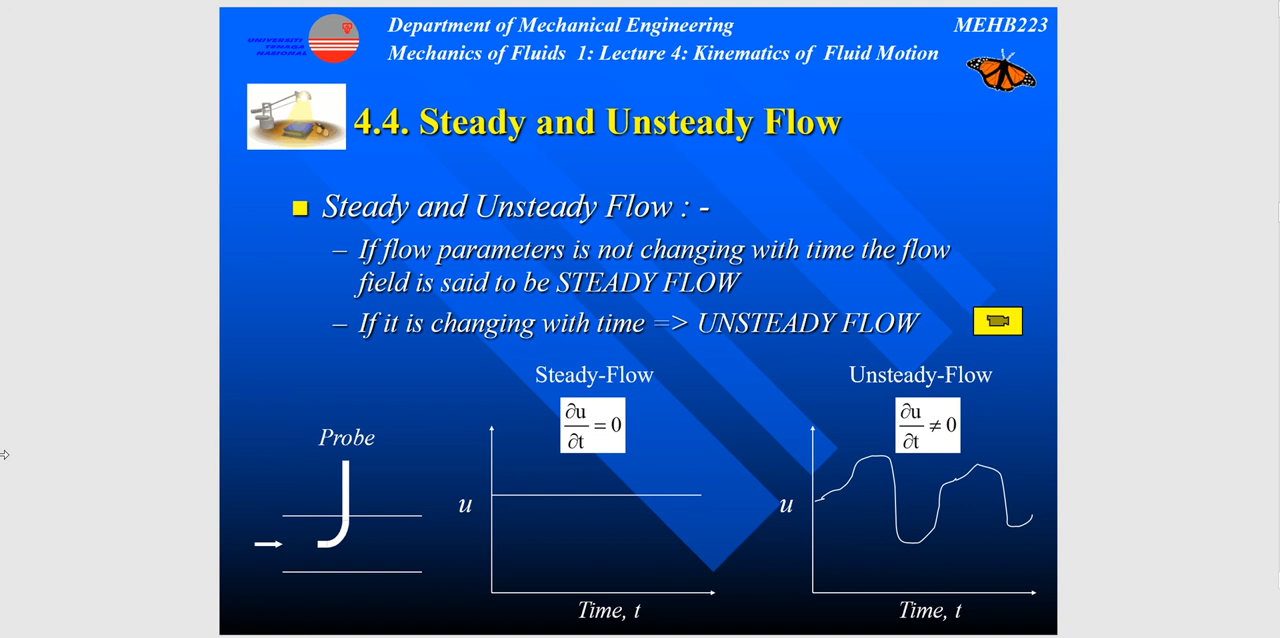 Department of Mechanical Engineering MEHB223
UNIVERSITI
TENAGA
NASIONAL
Mechanics of Fluids 1: Lecture 4: Kinematics of Fluid Motion
4.4. Steady and Unsteady Flow
Steady and Unsteady Flow : -
– If flow parameters is not changing with time the flow
field is said to be STEADY FLOW
– If it is changing with time => UNSTEADY FLOW
Steady-Flow
Unsteady-Flow
∂u/∂t = 0
∂u/∂t ≠ 0
Probe
u
u
Time, t
Time, t